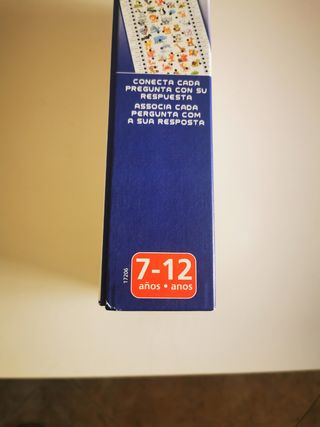 CONECTA CADA
PREGUNTA CON SU
RESPUESTA
ASSOCIA CADA
PERGUNTA COM
A SUA RESPOSTA
17206
7-12
años • anos